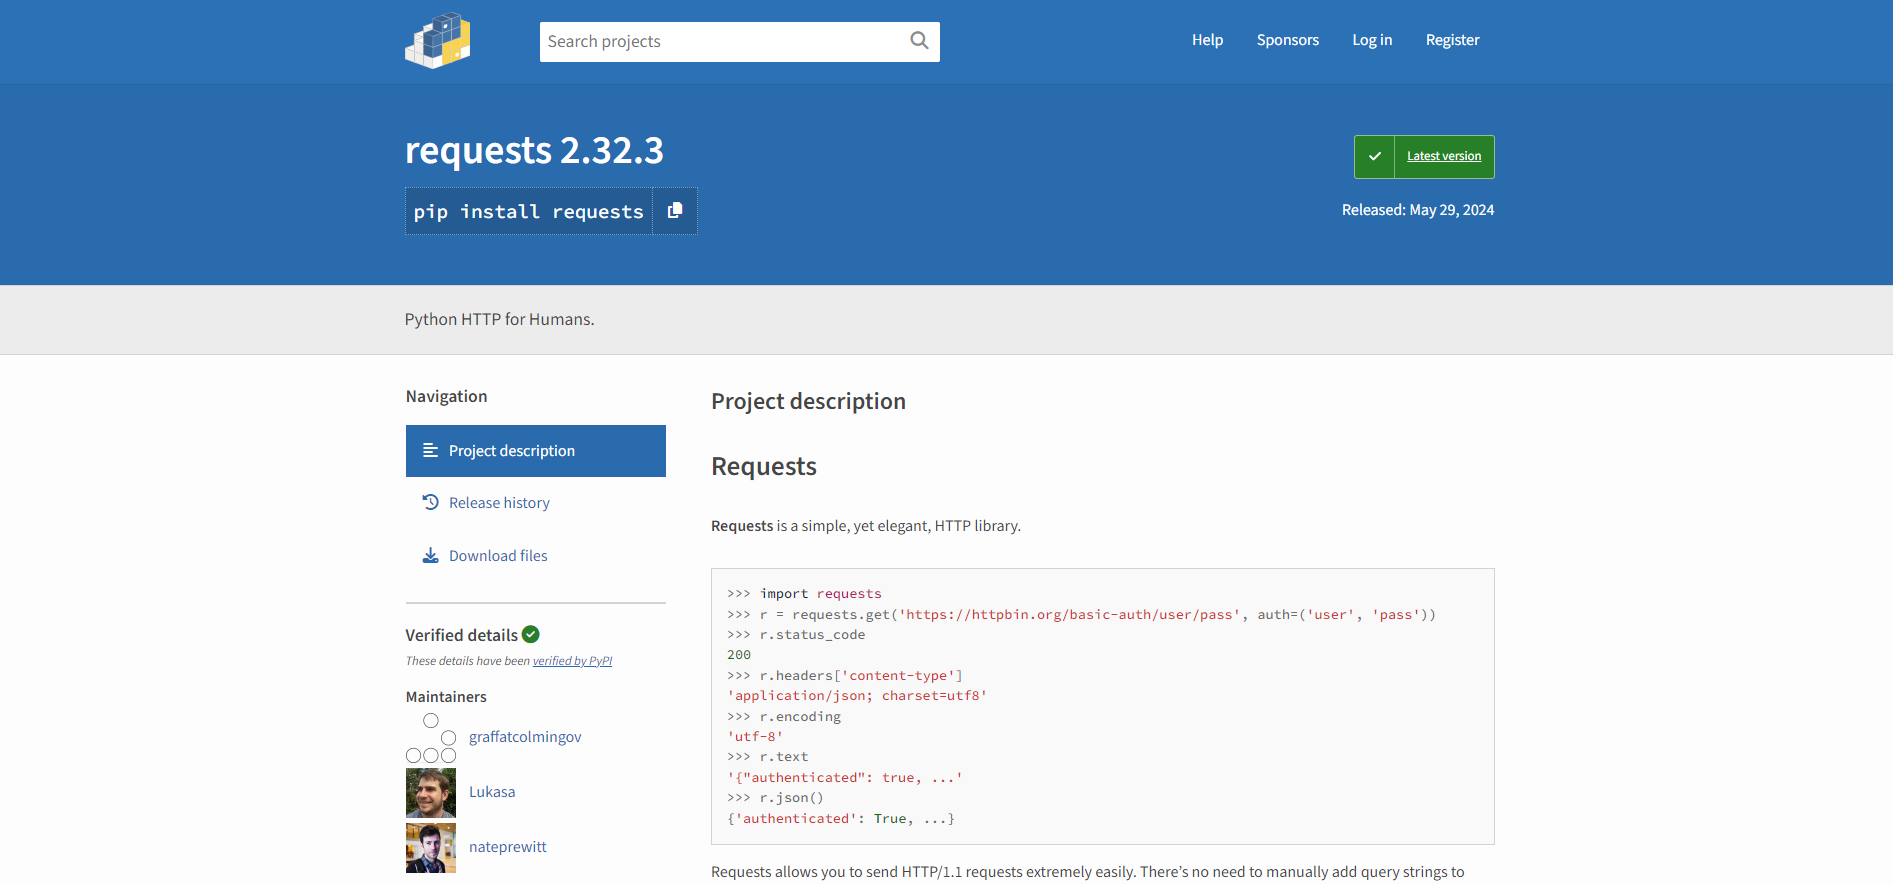 Search projects
Help
Sponsors
Log in
Register
requests 2.32.3
pip install requests
Latest version
Released: May 29, 2024
Python HTTP for Humans.
Navigation
Project description
Release history
Download files
Verified details
These details have been verified by PyPI
Maintainers
graffatcolmingov
Lukasa
nateprewitt
Project description
Requests
Requests is a simple, yet elegant, HTTP library.
>>> import requests
>>> r = requests.get('https://httpbin.org/basic-auth/user/pass', auth=('user', 'pass'))
>>> r.status_code
200
>>> r.headers['content-type']
'application/json; charset=utf8'
>>> r.encoding
'utf-8'
>>> r.text
'{"authenticated": true, ...'
>>> r.json()
{'authenticated': True, ...}
Requests allows you to send HTTP/1.1 requests extremely easily. There’s no need to manually add query strings to